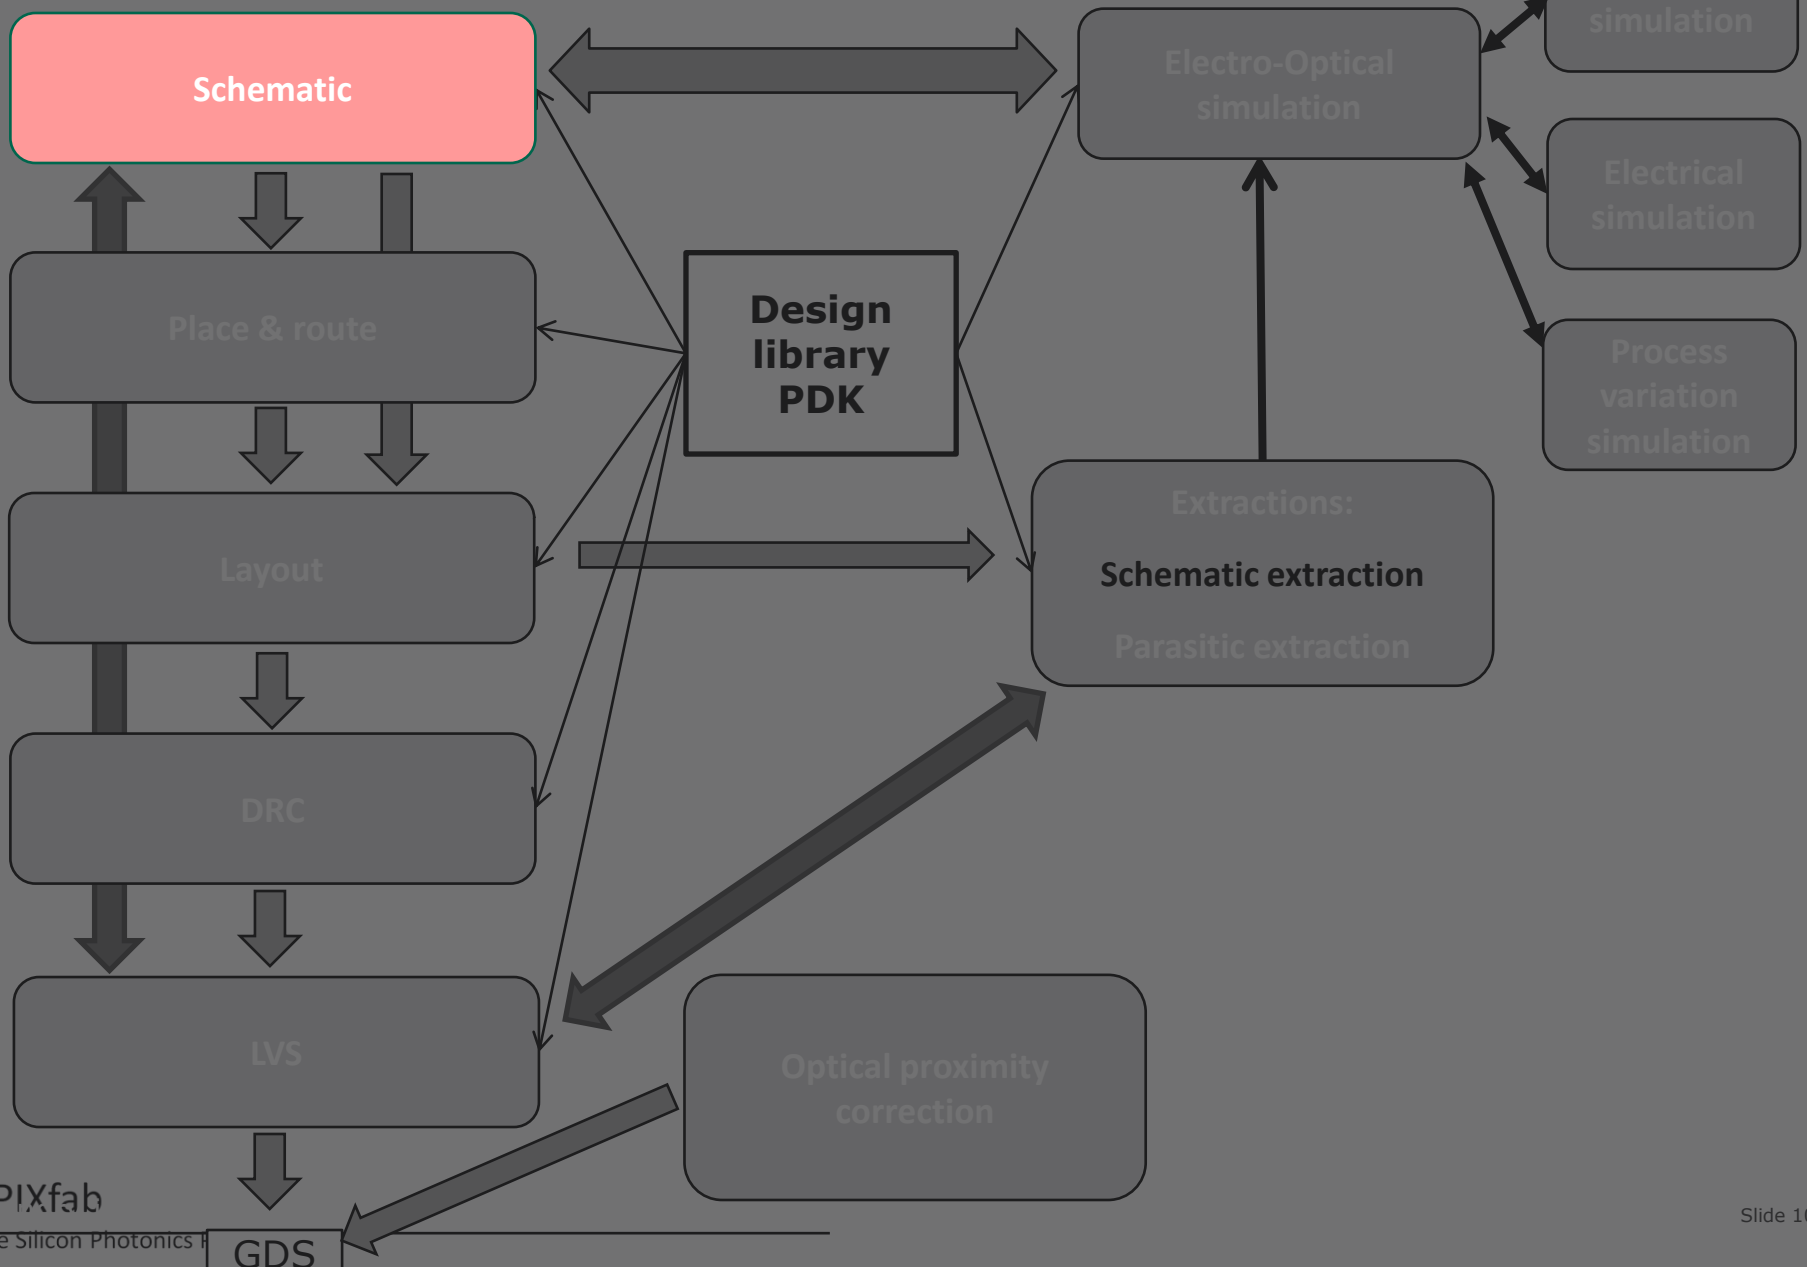 simulation
Schematic
Electro-Optical
simulation
Electrical
simulation
Place & route
Design
library
PDK
Process
variation
simulation
Extractions:
Schematic extraction
Parasitic extraction
Layout
DRC
LVS
Optical proximity
correction
PIXfab
Silicon Photonics
GDS
Slide 10